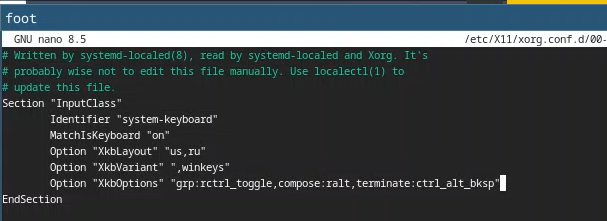 foot
GNU nano 8.5 /etc/X11/xorg.conf.d/00-
# Written by systemd-localed(8), read by systemd-localed and Xorg. It's
# probably wise not to edit this file manually. Use localectl(1) to
# update this file.
Section "InputClass"
Identifier "system-keyboard"
MatchIsKeyboard "on"
Option "XkbLayout" "us,ru"
Option "XkbVariant" ",winkeys"
Option "XkbOptions" "grp:rctrl_toggle,compose:ralt,terminate:ctrl_alt_bksp"
EndSection